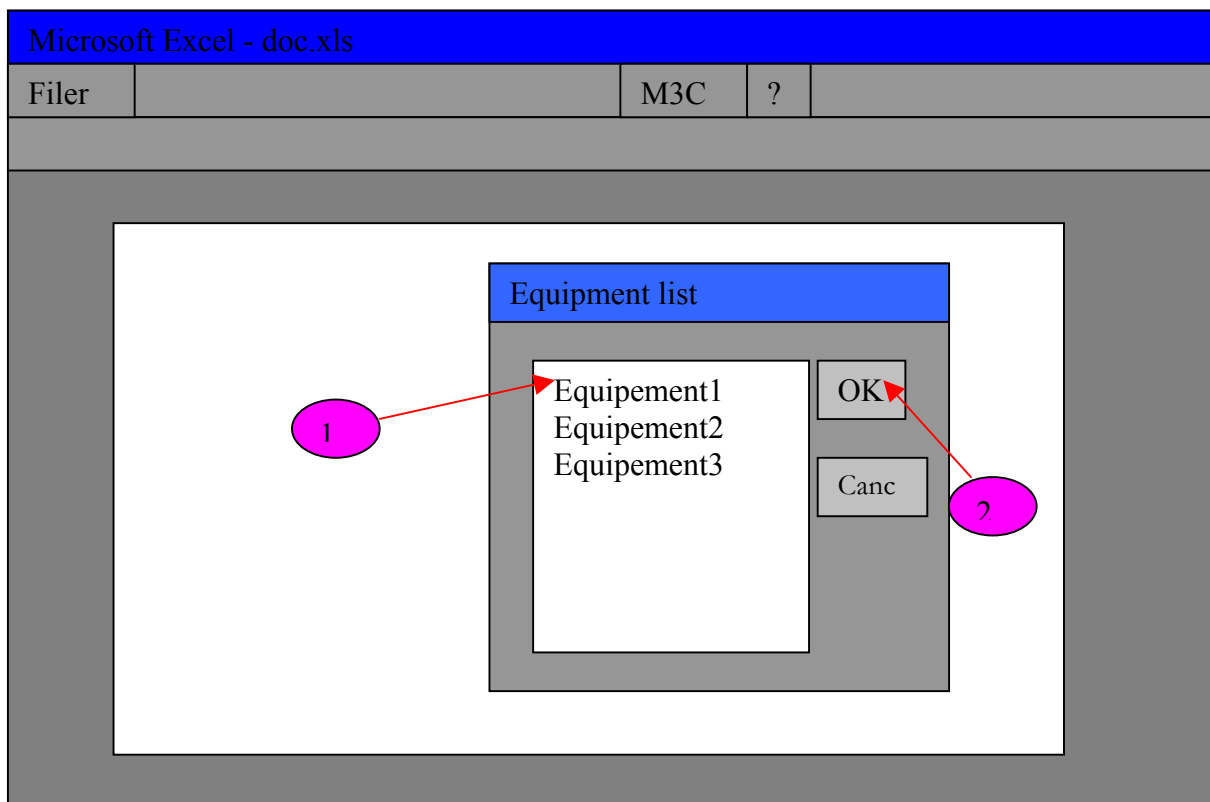 Microsoft Excel - doc.xls
Filer M3C ?
Equipment list
Equipement1
Equipement2
Equipement3
OK
Canc
1
2